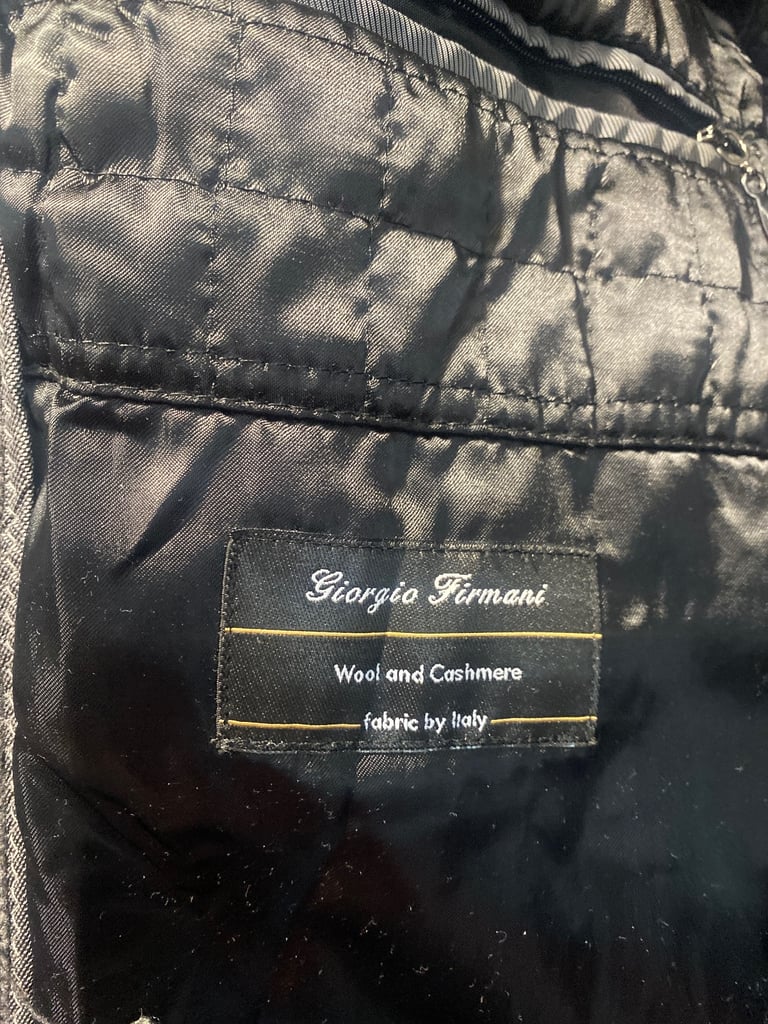 Giorgio Firmani
Wool and Cashmere
fabric by Italy